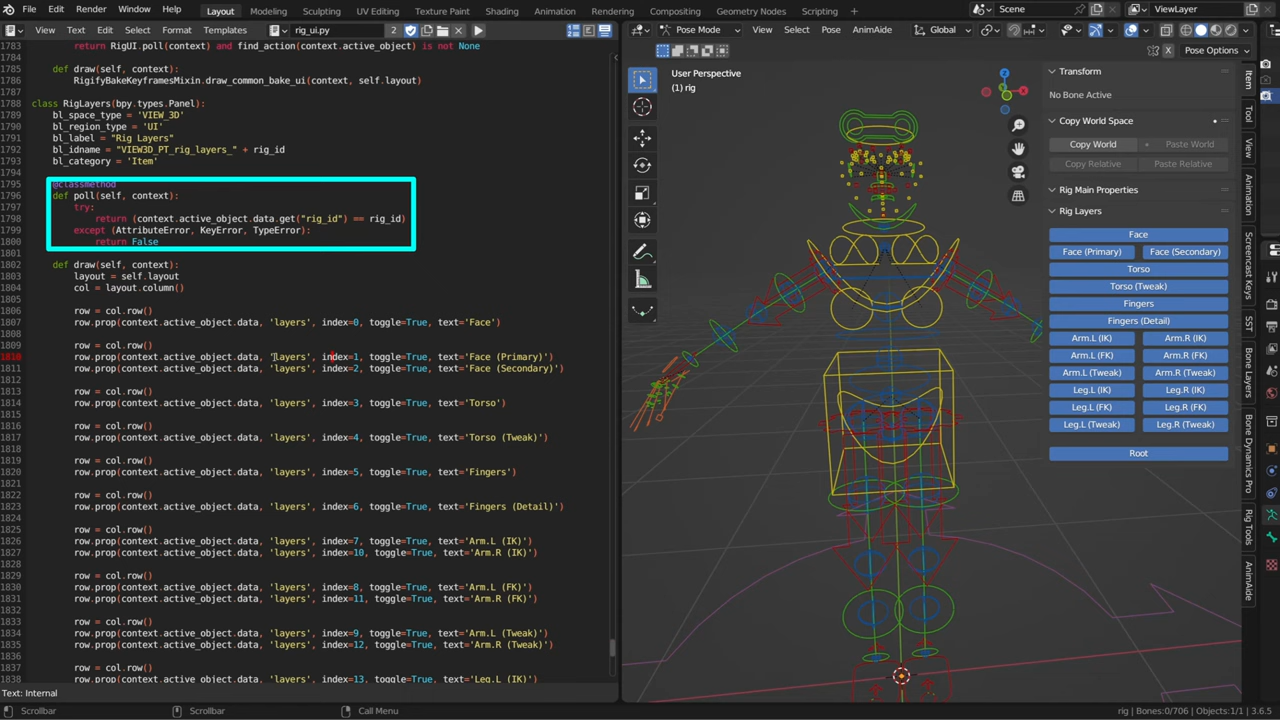 File Edit Render Window Help Layout Modeling Sculpting UV Editing Texture Paint Shading Animation Rendering Compositing Geometry Nodes Scripting Scene ViewLayer
View Text Edit Select Format Templates rig_ui.py 2
Pose Mode View Select Pose AnimAide Global
X Pose Options
1783 return RigUI.poll(context) and find_action(context.active_object) is not None
1784
1785 def draw(self, context):
1786 RigifyBakeKeyframesMixin.draw_common_bake_ui(context, self.layout)
1787
1788 class RigLayers(bpy.types.Panel):
1789 bl_space_type = 'VIEW_3D'
1790 bl_region_type = 'UI'
1791 bl_label = "Rig Layers"
1792 bl_idname = "VIEW3D_PT_rig_layers_" + rig_id
1793 bl_category = 'Item'
1794
1795 @classmethod
1796 def poll(self, context):
1797 try:
1798 return (context.active_object.data.get("rig_id") == rig_id)
1799 except (AttributeError, KeyError, TypeError):
1800 return False
1801
1802 def draw(self, context):
1803 layout = self.layout
1804 col = layout.column()
1805
1806 row = col.row()
1807 row.prop(context.active_object.data, 'layers', index=0, toggle=True, text='Face')
1808
1809 row = col.row()
1810 row.prop(context.active_object.data, 'layers', index=1, toggle=True, text='Face (Primary)')
1811 row.prop(context.active_object.data, 'layers', index=2, toggle=True, text='Face (Secondary)')
1812
1813 row = col.row()
1814 row.prop(context.active_object.data, 'layers', index=3, toggle=True, text='Torso')
1815
1816 row = col.row()
1817 row.prop(context.active_object.data, 'layers', index=4, toggle=True, text='Torso (Tweak)')
1818
1819 row = col.row()
1820 row.prop(context.active_object.data, 'layers', index=5, toggle=True, text='Fingers')
1821
1822 row = col.row()
1823 row.prop(context.active_object.data, 'layers', index=6, toggle=True, text='Fingers (Detail)')
1824
1825 row = col.row()
1826 row.prop(context.active_object.data, 'layers', index=7, toggle=True, text='Arm.L (IK)')
1827 row.prop(context.active_object.data, 'layers', index=10, toggle=True, text='Arm.R (IK)')
1828
1829 row = col.row()
1830 row.prop(context.active_object.data, 'layers', index=8, toggle=True, text='Arm.L (FK)')
1831 row.prop(context.active_object.data, 'layers', index=11, toggle=True, text='Arm.R (FK)')
1832
1833 row = col.row()
1834 row.prop(context.active_object.data, 'layers', index=9, toggle=True, text='Arm.L (Tweak)')
1835 row.prop(context.active_object.data, 'layers', index=12, toggle=True, text='Arm.R (Tweak)')
1836
1837 row = col.row()
1838 row.prop(context.active_object.data, 'layers', index=13, toggle=True, text='Leg.L (IK)')
Text: Internal
User Perspective
(1) rig
Transform
No Bone Active
Copy World Space
Copy World Paste World
Copy Relative Paste Relative
Rig Main Properties
Rig Layers
Face
Face (Primary) Face (Secondary)
Torso
Torso (Tweak)
Fingers
Fingers (Detail)
Arm.L (IK) Arm.R (IK)
Arm.L (FK) Arm.R (FK)
Arm.L (Tweak) Arm.R (Tweak)
Leg.L (IK) Leg.R (IK)
Leg.L (FK) Leg.R (FK)
Leg.L (Tweak) Leg.R (Tweak)
Root
Item
Tool
View
Screencast Keys
SST
Bone Layers
Bone Dynamics Pro
Rig Tools
AnimAide
Scrollbar Scrollbar Call Menu rig | Bones:0/706 | Objects:1/1 | 3.6.5